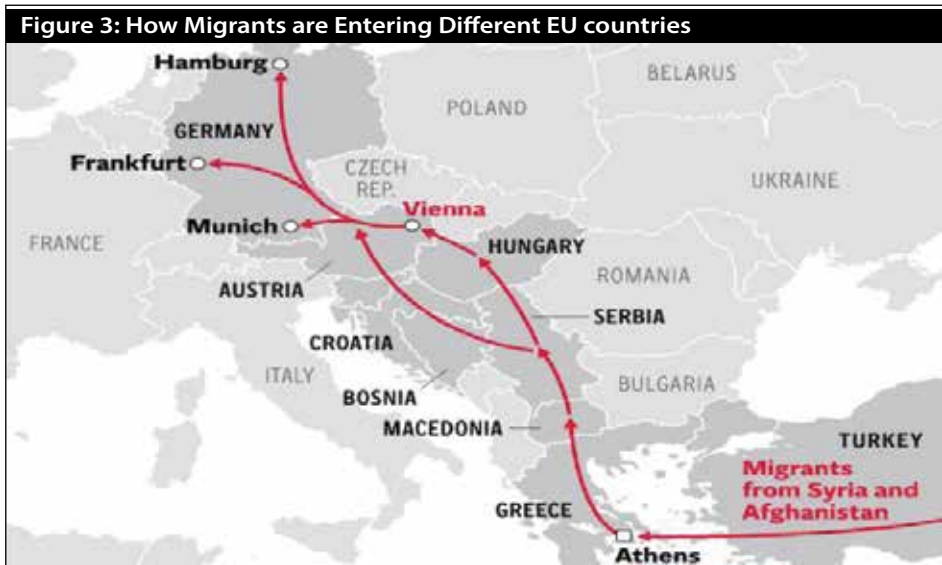 Figure 3: How Migrants are Entering Different EU countries
Hamburg
BELARUS
POLAND
GERMANY
Frankfurt
CZECH
REP.
UKRAINE
Vienna
Munich
FRANCE
HUNGARY
ROMANIA
AUSTRIA
SERBIA
CROATIA
ITALY
BOSNIA
BULGARIA
MACEDONIA
TURKEY
Migrants
from Syria and
Afghanistan
GREECE
Athens